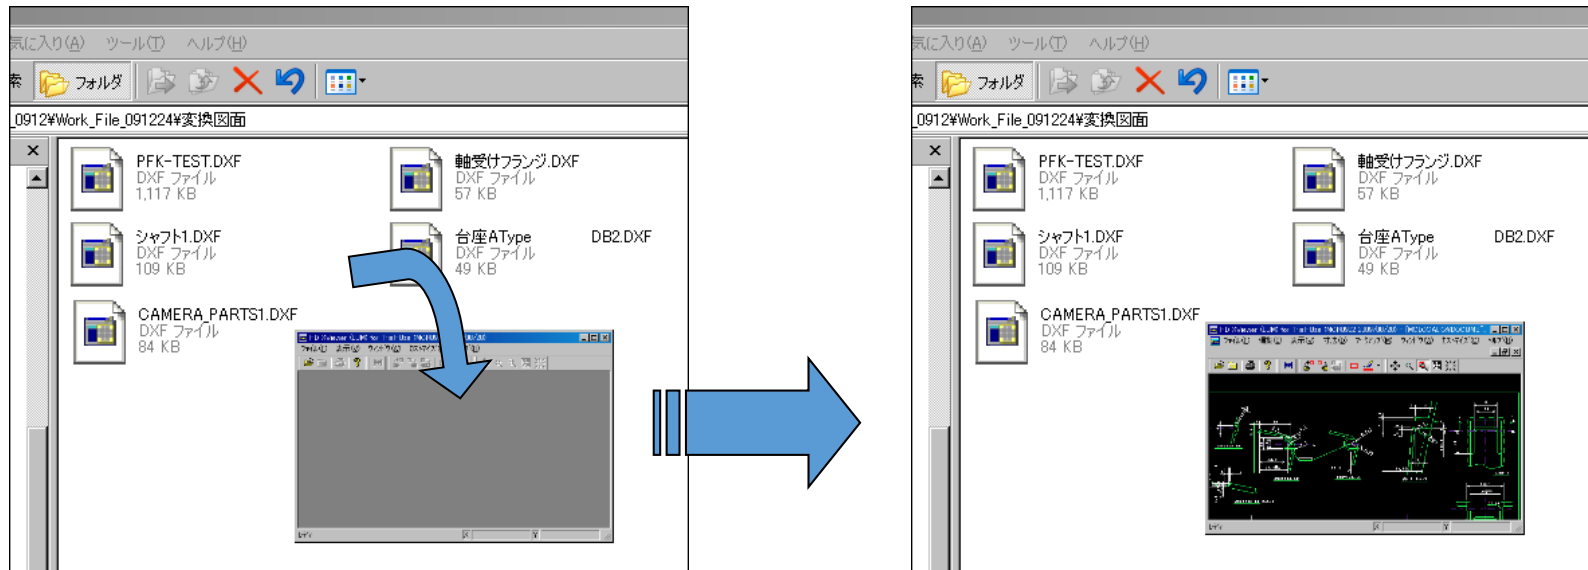 気に入り(A) ツール(T) ヘルプ(H)
索 フォルダ
_0912¥Work_File_091224¥変換図面
PFK-TEST.DXF
DXF ファイル
1,117 KB
軸受けフランジ.DXF
DXF ファイル
57 KB
シャフト1.DXF
DXF ファイル
109 KB
台座AType DB2.DXF
DXF ファイル
49 KB
CAMERA_PARTS1.DXF
DXF ファイル
84 KB
気に入り(A) ツール(T) ヘルプ(H)
索 フォルダ
_0912¥Work_File_091224¥変換図面
PFK-TEST.DXF
DXF ファイル
1,117 KB
軸受けフランジ.DXF
DXF ファイル
57 KB
シャフト1.DXF
DXF ファイル
109 KB
台座AType DB2.DXF
DXF ファイル
49 KB
CAMERA_PARTS1.DXF
DXF ファイル
84 KB